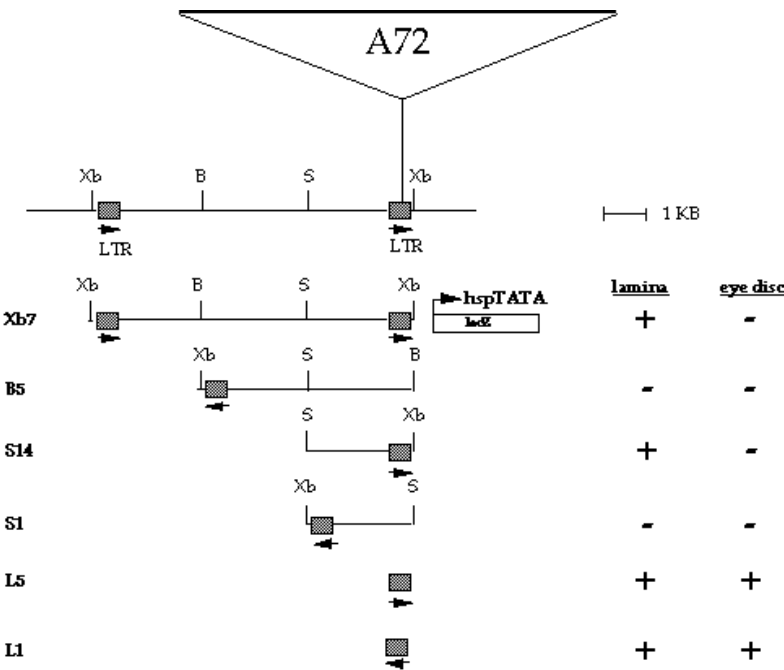 A72
Xb B S Xb
LTR LTR
1 KB
Xb B S Xb
hspTATA
lacZ
lamina eye disc
Xb7 + -
Xb S B
B5 - -
S Xb
S14 + -
Xb S
S1 - -
L5 + +
L1 + +